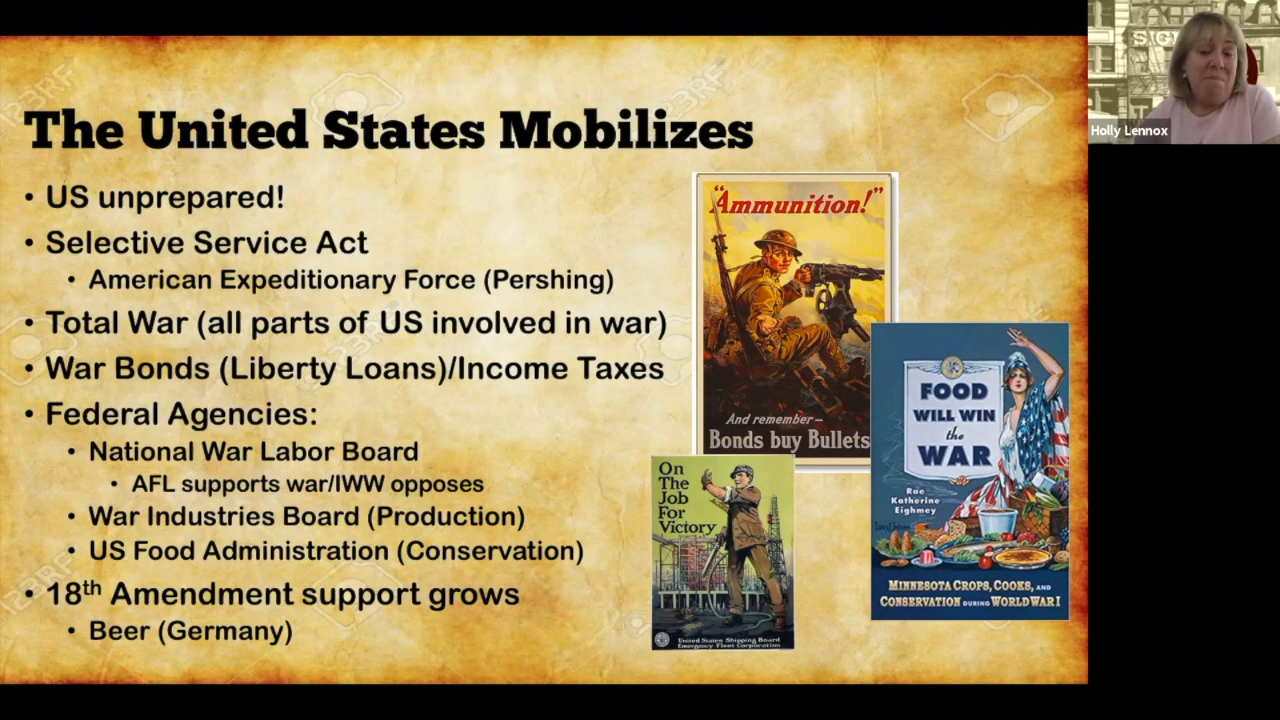 The United States Mobilizes
• US unprepared!
• Selective Service Act
• American Expeditionary Force (Pershing)
• Total War (all parts of US involved in war)
• War Bonds (Liberty Loans)/Income Taxes
• Federal Agencies:
• National War Labor Board
• AFL supports war/IWW opposes
• War Industries Board (Production)
• US Food Administration (Conservation)
• 18th Amendment support grows
• Beer (Germany)
"Ammunition!"
And remember—
Bonds buy Bullets
On
The
Job
For
Victory
United States Shipping Board
Emergency Fleet Corporation
FOOD
WILL WIN
the
WAR
Rae
Katherine
Eighmey
MINNESOTA CROPS, COOKS, AND
CONSERVATION DURING WORLD WAR I
SIG
Holly Lennox
123RF